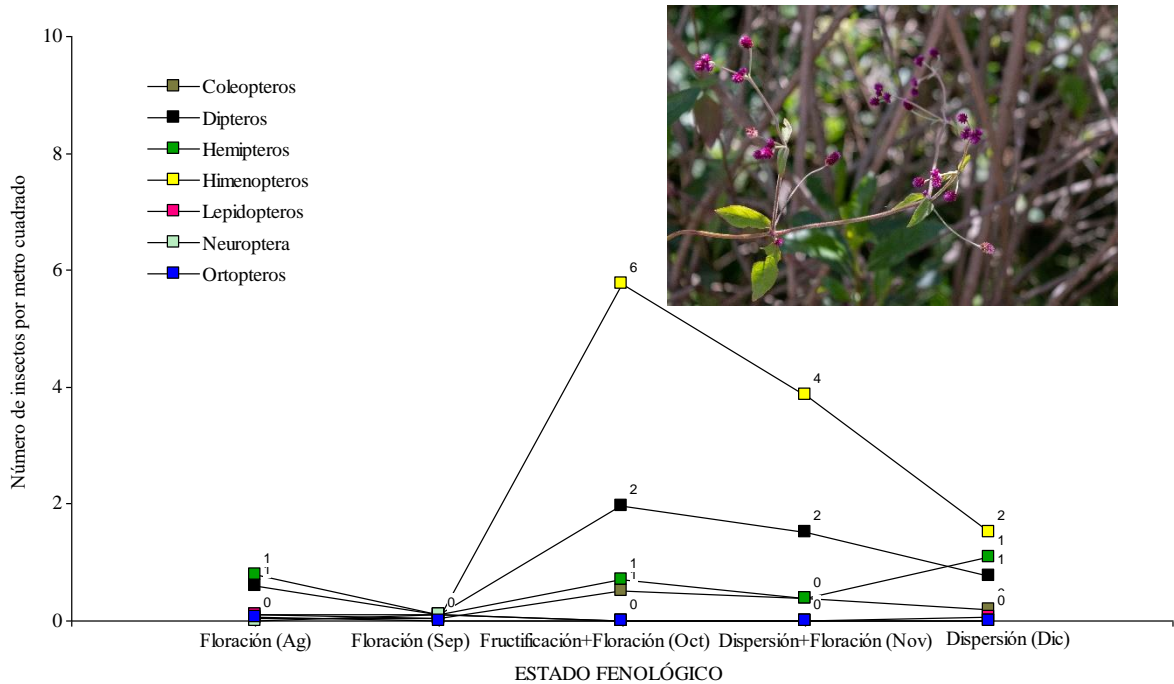 Número de insectos por metro cuadrado
10
8
6
4
2
0
Coleopteros
Dipteros
Hemipteros
Himenopteros
Lepidopteros
Neuroptera
Ortopteros
1
1
0
0
6
2
1
1
0
4
2
0
0
2
1
1
0
Floración (Ag)
Floración (Sep)
Fructificación+Floración (Oct)
Dispersión+Floración (Nov)
Dispersión (Dic)
ESTADO FENOLÓGICO